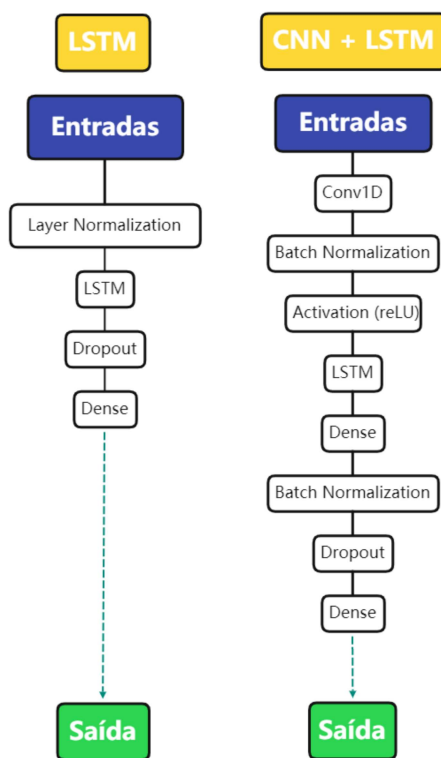 LSTM
Entradas
Layer Normalization
LSTM
Dropout
Dense
Saída
CNN + LSTM
Entradas
Conv1D
Batch Normalization
Activation (reLU)
LSTM
Dense
Batch Normalization
Dropout
Dense
Saída